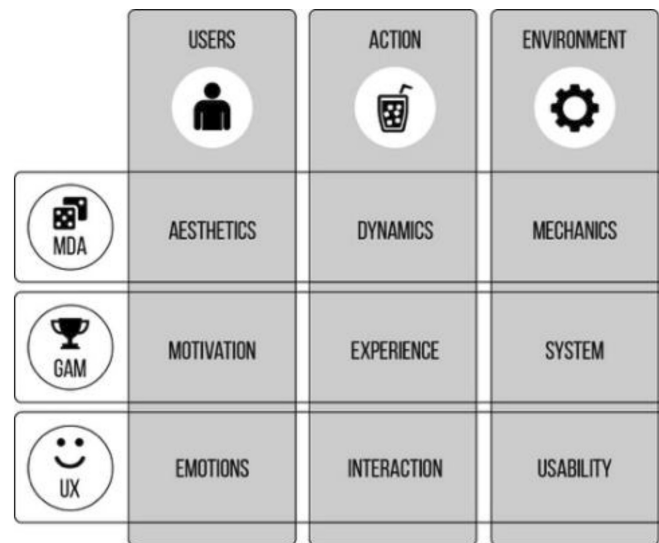 USERS ACTION ENVIRONMENT
MDA AESTHETICS DYNAMICS MECHANICS
GAM MOTIVATION EXPERIENCE SYSTEM
UX EMOTIONS INTERACTION USABILITY